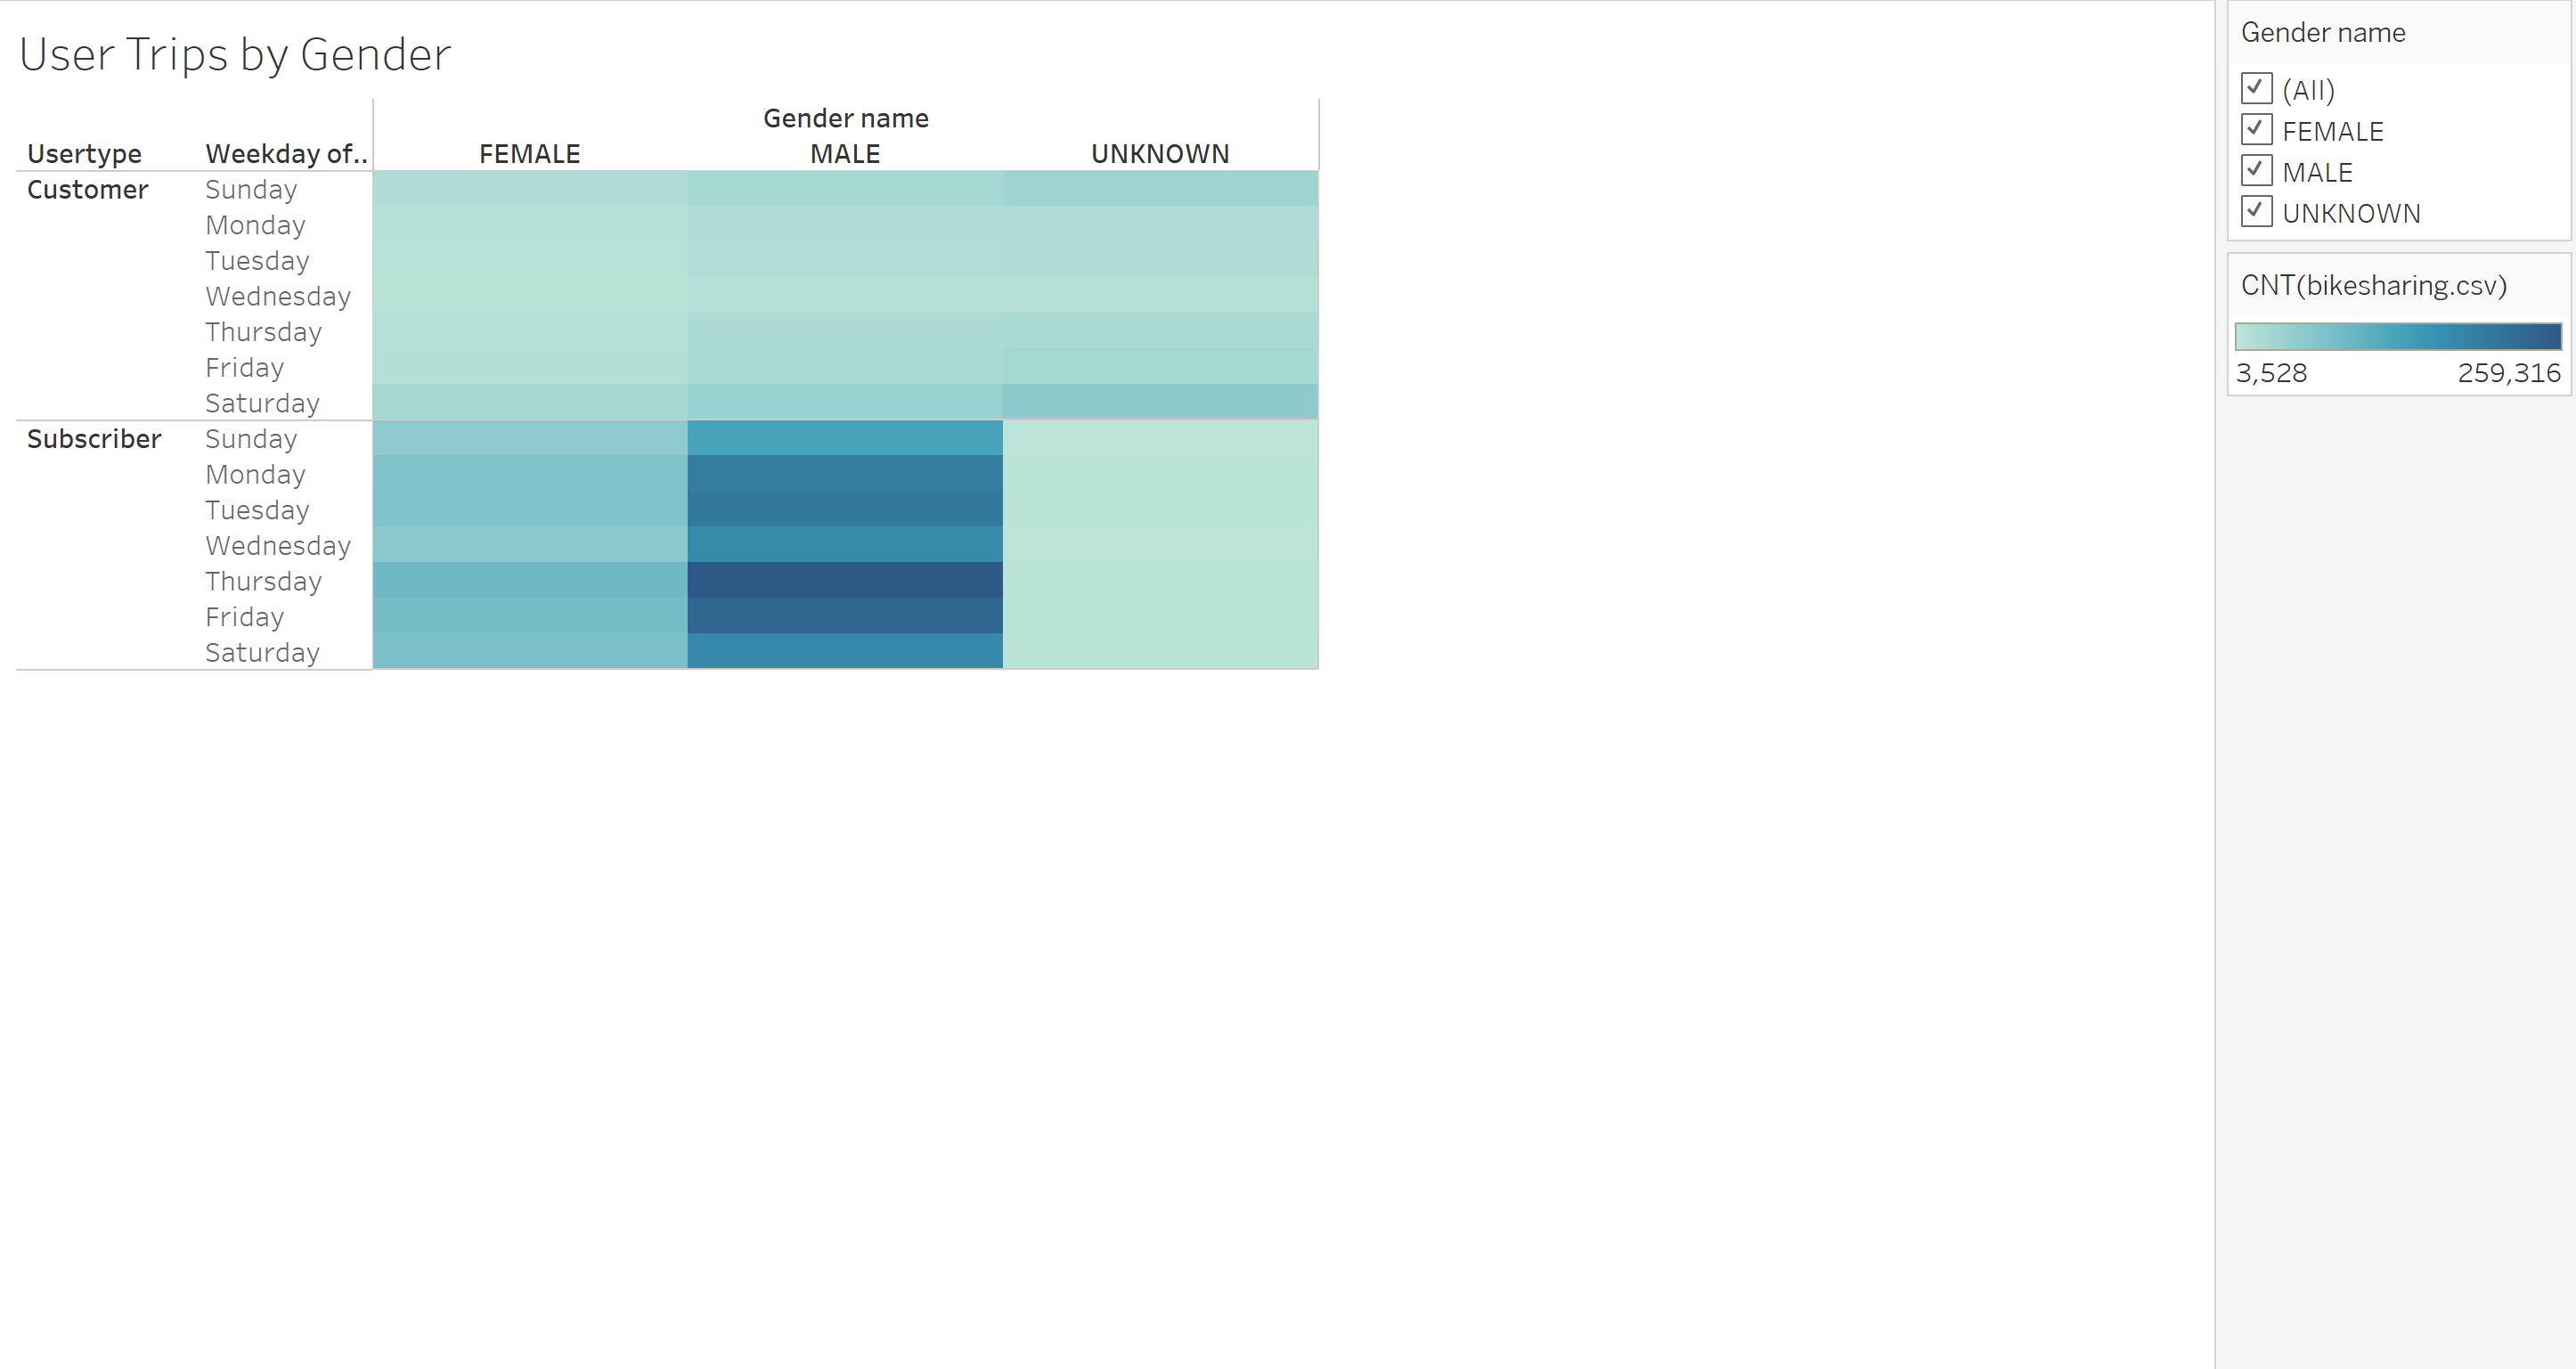 User Trips by Gender
Gender name
Usertype Weekday of.. FEMALE MALE UNKNOWN
Customer Sunday
Monday
Tuesday
Wednesday
Thursday
Friday
Saturday
Subscriber Sunday
Monday
Tuesday
Wednesday
Thursday
Friday
Saturday
Gender name
(All)
FEMALE
MALE
UNKNOWN
CNT(bikesharing.csv)
3,528 259,316